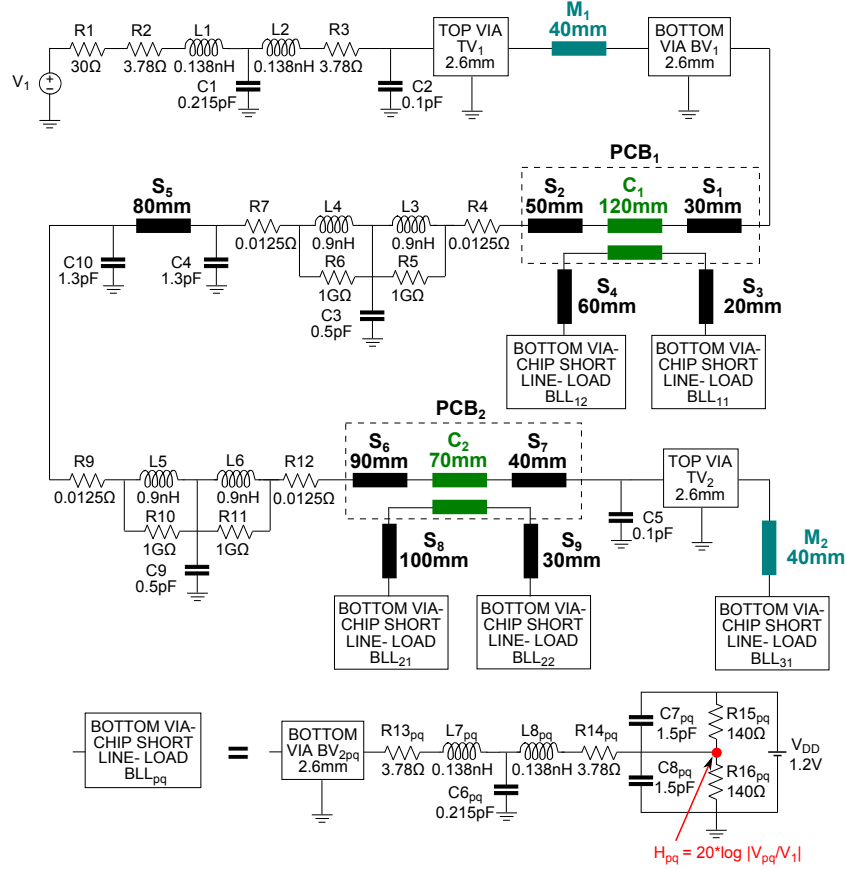 R1
30Ω
R2
3.78Ω
L1
0.138nH
L2
0.138nH
R3
3.78Ω
V1
C1
0.215pF
C2
0.1pF
TOP VIA
TV1
2.6mm
M1
40mm
BOTTOM
VIA BV1
2.6mm
PCB1
S2
50mm
C1
120mm
S1
30mm
S4
60mm
S3
20mm
BOTTOM VIA-
CHIP SHORT
LINE- LOAD
BLL12
BOTTOM VIA-
CHIP SHORT
LINE- LOAD
BLL11
S5
80mm
R7
0.0125Ω
L4
0.9nH
L3
0.9nH
R4
0.0125Ω
R6
1GΩ
R5
1GΩ
C10
1.3pF
C4
1.3pF
C3
0.5pF
R9
0.0125Ω
L5
0.9nH
L6
0.9nH
R12
0.0125Ω
R10
1GΩ
R11
1GΩ
C9
0.5pF
PCB2
S6
90mm
C2
70mm
S7
40mm
S8
100mm
S9
30mm
C5
0.1pF
TOP VIA
TV2
2.6mm
M2
40mm
BOTTOM VIA-
CHIP SHORT
LINE- LOAD
BLL21
BOTTOM VIA-
CHIP SHORT
LINE- LOAD
BLL22
BOTTOM VIA-
CHIP SHORT
LINE- LOAD
BLL31
BOTTOM VIA-
CHIP SHORT
LINE- LOAD
BLLpq
=
BOTTOM
VIA BV2pq
2.6mm
R13pq
3.78Ω
L7pq
0.138nH
L8pq
0.138nH
R14pq
3.78Ω
C6pq
0.215pF
C7pq
1.5pF
C8pq
1.5pF
R15pq
140Ω
R16pq
140Ω
VDD
1.2V
Hpq = 20*log |Vpq/V1|